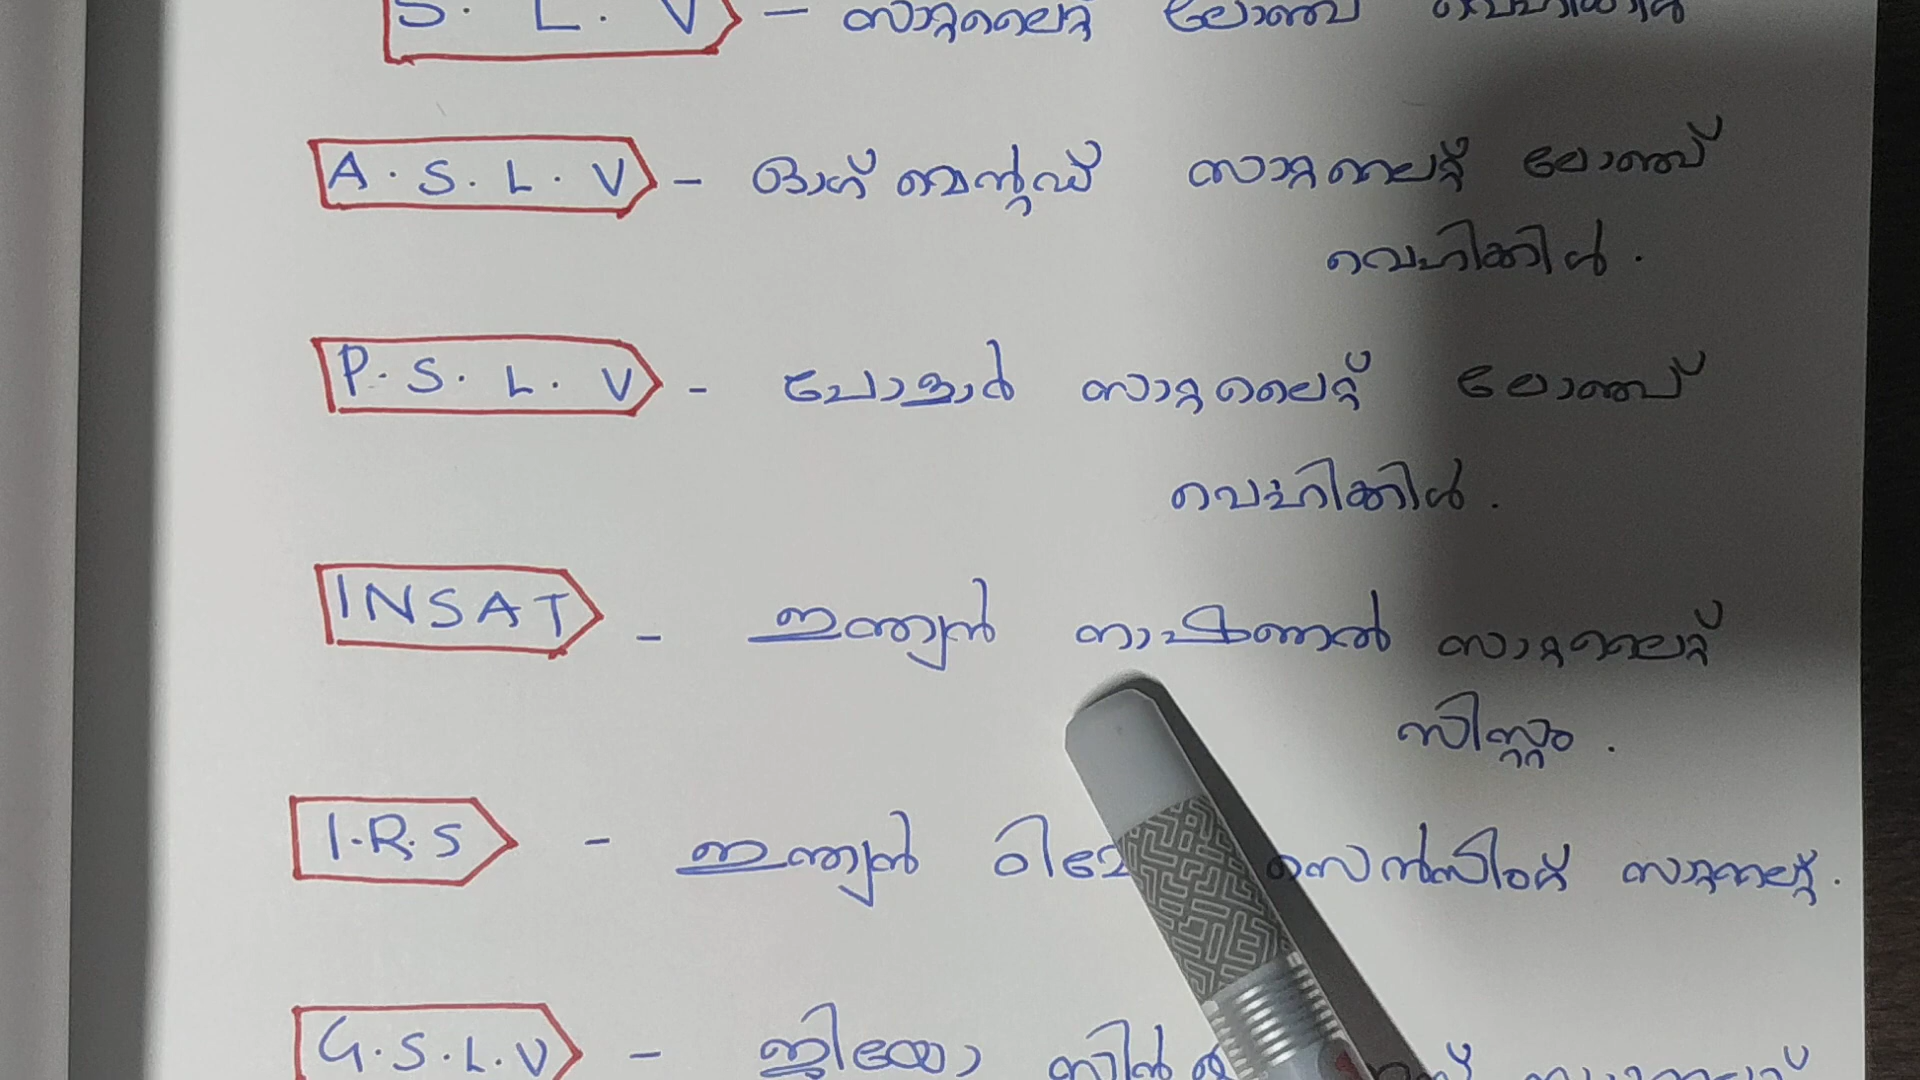 S. L. V - സാറ്റലൈറ്റ് ലോഞ്ച് വെഹിക്കിൾ
A. S. L. V - ഓഗ്മെന്റഡ് സാറ്റലൈറ്റ് ലോഞ്ച്
വെഹിക്കിൾ.
P. S. L. V - പോളാർ സാറ്റലൈറ്റ് ലോഞ്ച്
വെഹിക്കിൾ.
INSAT - ഇന്ത്യൻ നാഷണൽ സാറ്റലൈറ്റ്
സിസ്റ്റം.
I.R.S - ഇന്ത്യൻ സെൻസിംഗ് സാറ്റലൈറ്റ്.
G.S.L.V - ജിയോ